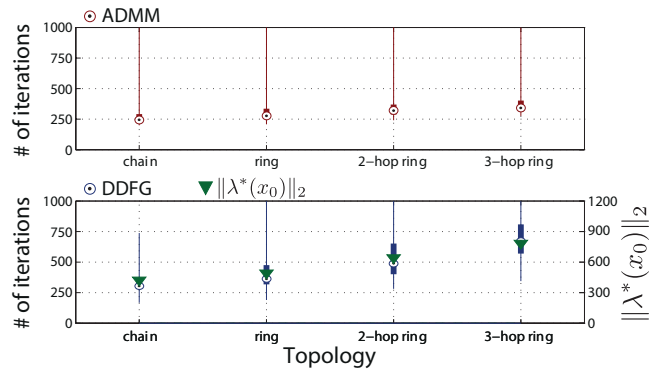 ADMM
# of iterations
1000
750
500
250
0
chain ring 2-hop ring 3-hop ring
DDFG ‖λ*(x₀)‖₂
# of iterations
1000
750
500
250
0
1200
900
600
300
0
‖λ*(x₀)‖₂
chain ring 2-hop ring 3-hop ring
Topology